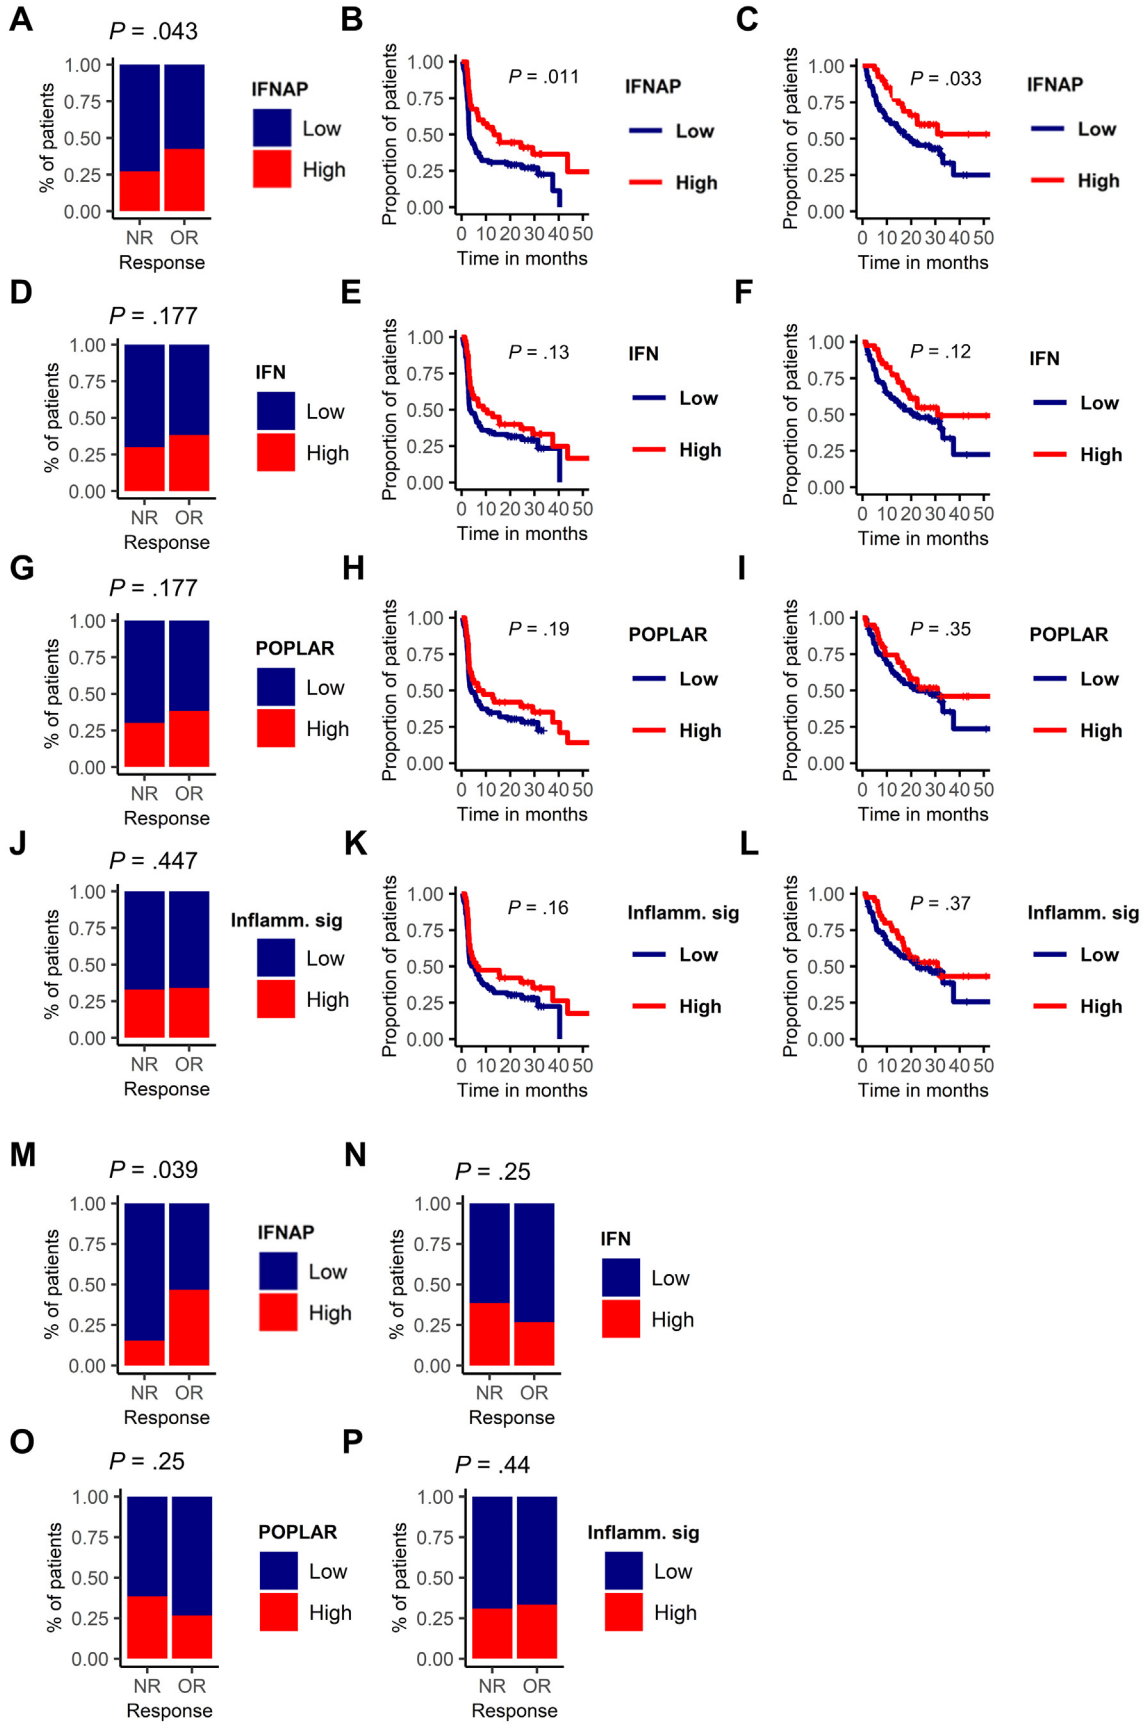 A
P = .043
% of patients
1.00
0.75
0.50
0.25
0.00
NR OR
Response
IFNAP
Low
High
B
P = .011
Proportion of patients
1.00
0.75
0.50
0.25
0.00
0 10 20 30 40 50
Time in months
IFNAP
Low
High
C
P = .033
Proportion of patients
1.00
0.75
0.50
0.25
0.00
0 10 20 30 40 50
Time in months
IFNAP
Low
High
D
P = .177
% of patients
1.00
0.75
0.50
0.25
0.00
NR OR
Response
IFN
Low
High
E
P = .13
Proportion of patients
1.00
0.75
0.50
0.25
0.00
0 10 20 30 40 50
Time in months
IFN
Low
High
F
P = .12
Proportion of patients
1.00
0.75
0.50
0.25
0.00
0 10 20 30 40 50
Time in months
IFN
Low
High
G
P = .177
% of patients
1.00
0.75
0.50
0.25
0.00
NR OR
Response
POPLAR
Low
High
H
P = .19
Proportion of patients
1.00
0.75
0.50
0.25
0.00
0 10 20 30 40 50
Time in months
POPLAR
Low
High
I
P = .35
Proportion of patients
1.00
0.75
0.50
0.25
0.00
0 10 20 30 40 50
Time in months
POPLAR
Low
High
J
P = .447
% of patients
1.00
0.75
0.50
0.25
0.00
NR OR
Response
Inflamm. sig
Low
High
K
P = .16
Proportion of patients
1.00
0.75
0.50
0.25
0.00
0 10 20 30 40 50
Time in months
Inflamm. sig
Low
High
L
P = .37
Proportion of patients
1.00
0.75
0.50
0.25
0.00
0 10 20 30 40 50
Time in months
Inflamm. sig
Low
High
M
P = .039
% of patients
1.00
0.75
0.50
0.25
0.00
NR OR
Response
IFNAP
Low
High
N
P = .25
% of patients
1.00
0.75
0.50
0.25
0.00
NR OR
Response
IFN
Low
High
O
P = .25
% of patients
1.00
0.75
0.50
0.25
0.00
NR OR
Response
POPLAR
Low
High
P
P = .44
% of patients
1.00
0.75
0.50
0.25
0.00
NR OR
Response
Inflamm. sig
Low
High